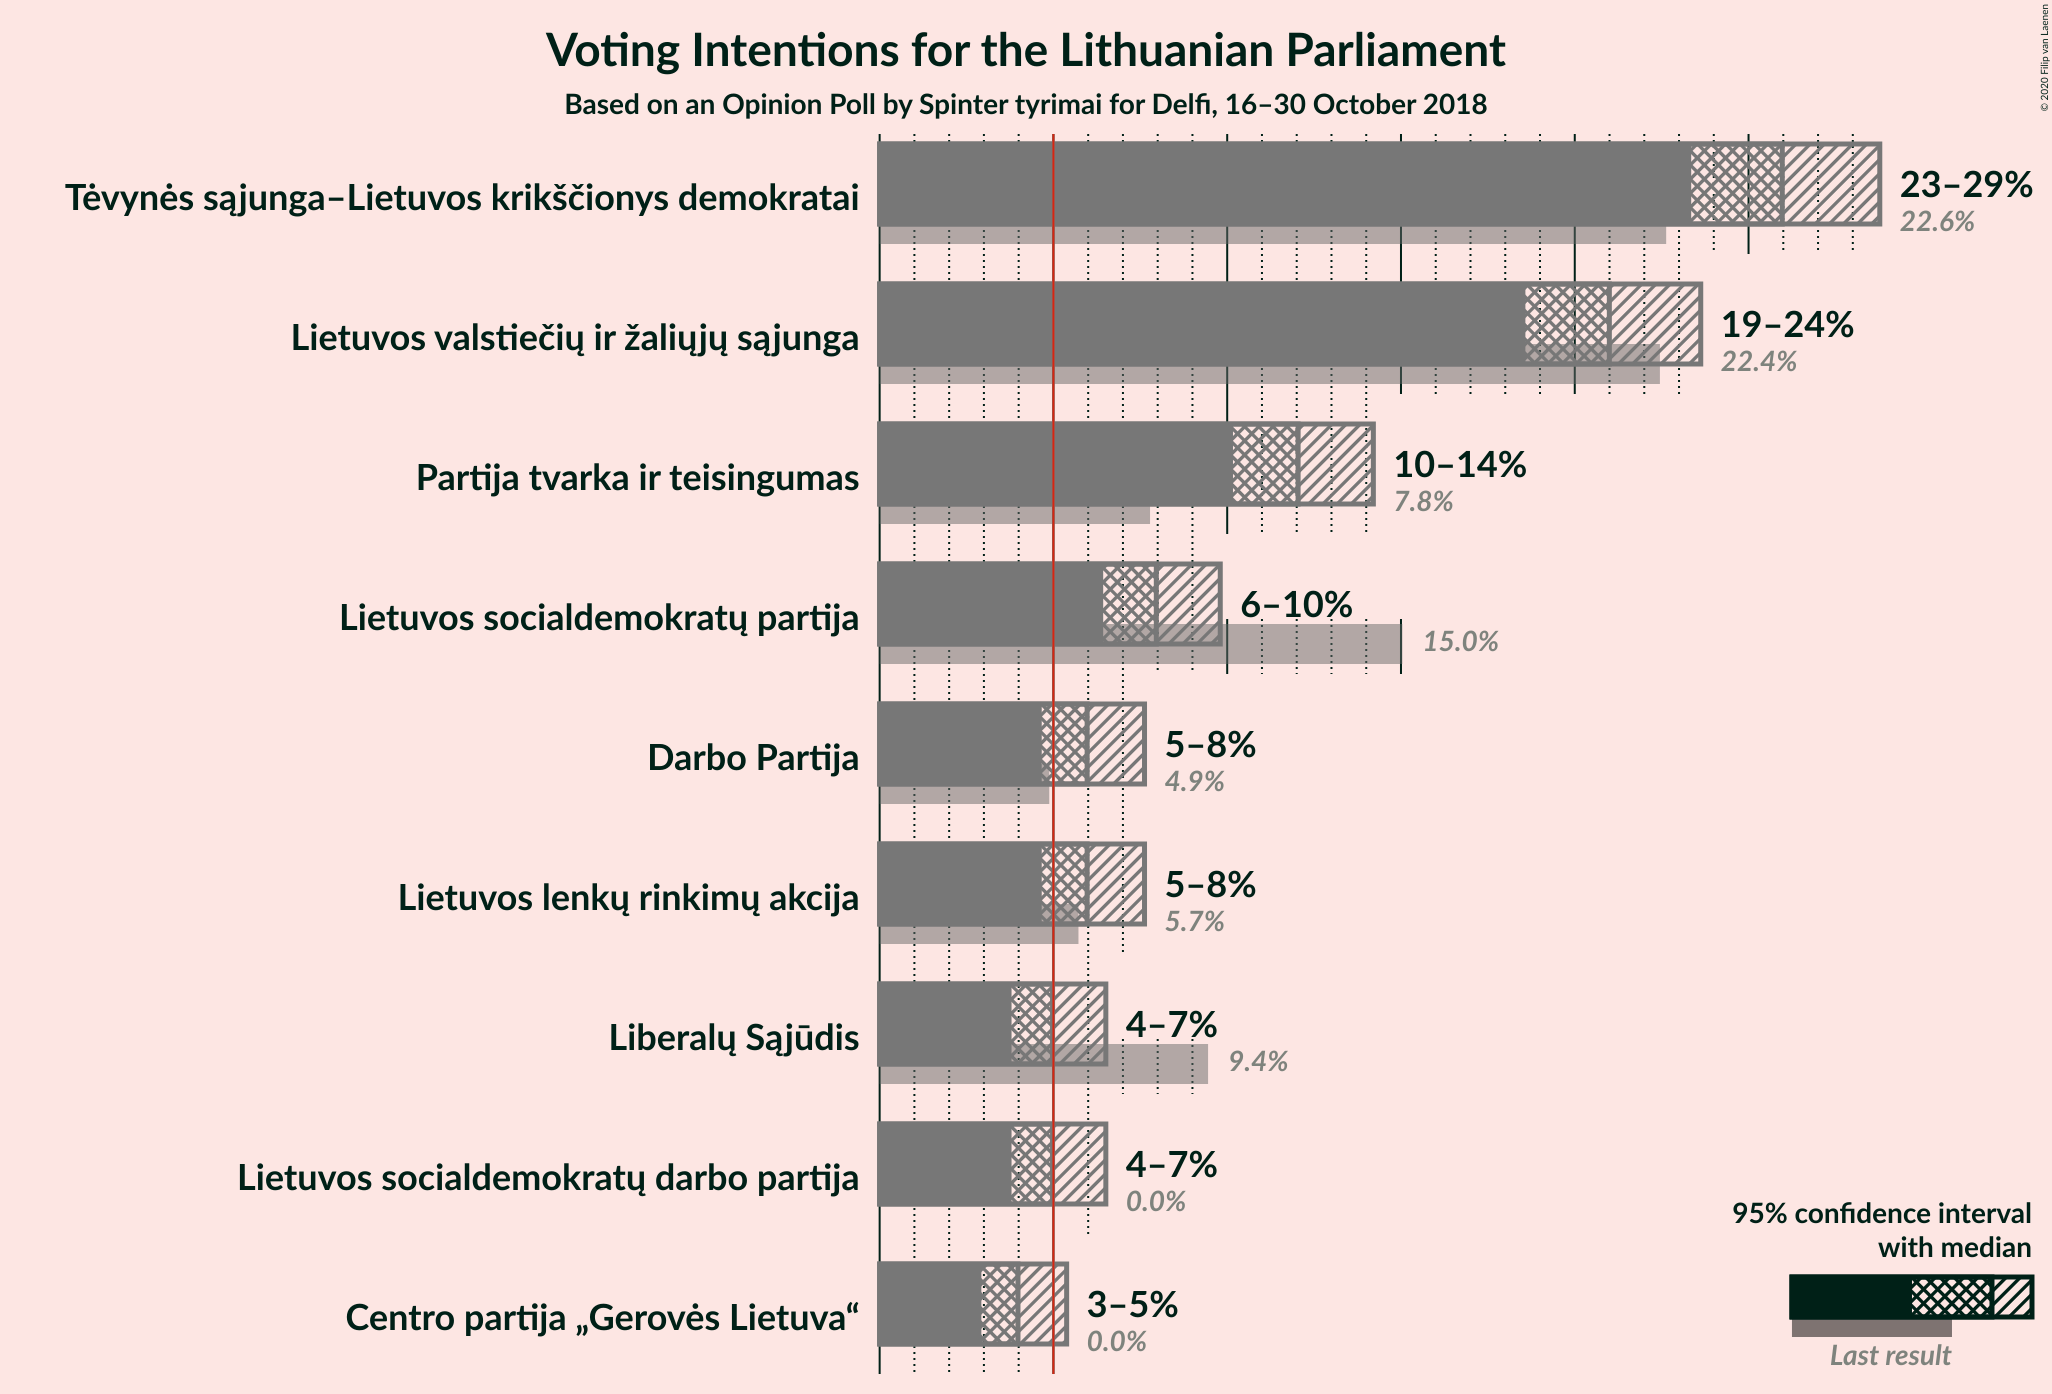 Voting Intentions for the Lithuanian Parliament
Based on an Opinion Poll by Spinter tyrimai for Delfi, 16–30 October 2018
© 2020 Filip van Laenen
Tėvynės sąjunga–Lietuvos krikščionys demokratai
23–29%
22.6%
Lietuvos valstiečių ir žaliųjų sąjunga
19–24%
22.4%
Partija tvarka ir teisingumas
10–14%
7.8%
Lietuvos socialdemokratų partija
6–10%
15.0%
Darbo Partija
5–8%
4.9%
Lietuvos lenkų rinkimų akcija
5–8%
5.7%
Liberalų Sąjūdis
4–7%
9.4%
Lietuvos socialdemokratų darbo partija
4–7%
0.0%
Centro partija „Gerovės Lietuva“
3–5%
0.0%
95% confidence interval
with median
Last result